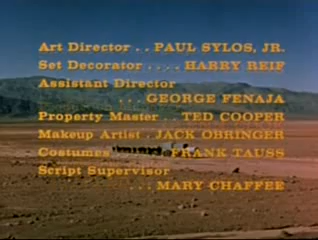 Art Director . . PAUL SYLOS, JR.
Set Decorator . . . . HARRY REIF
Assistant Director
. . . GEORGE FENAJA
Property Master . . TED COOPER
Makeup Artist . JACK OBRINGER
Costumes . . . . . FRANK TAUSS
Script Supervisor
. . . MARY CHAFFEE